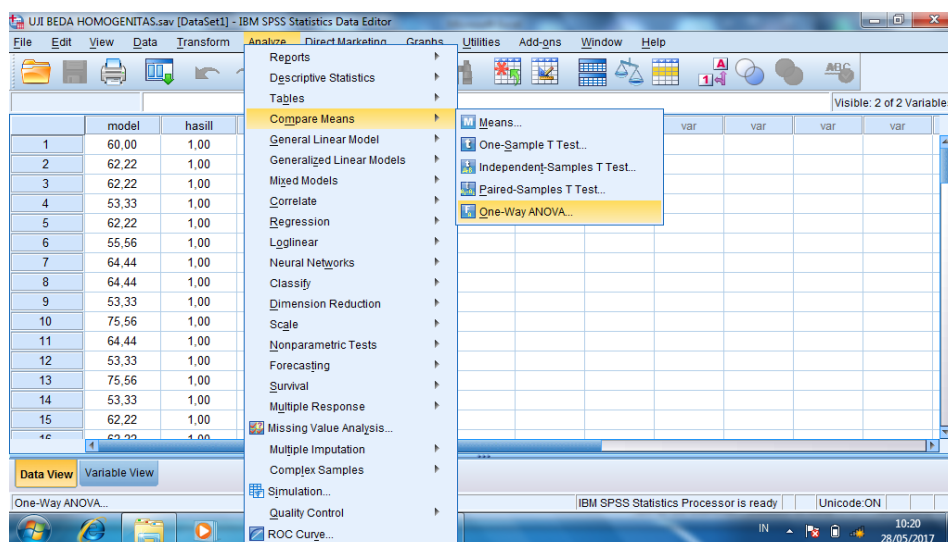 UJI BEDA HOMOGENITAS.sav [DataSet1] - IBM SPSS Statistics Data Editor
File Edit View Data Transform Analyze Direct Marketing Graphs Utilities Add-ons Window Help
Visible: 2 of 2 Variable
model hasill var var var var
1 60,00 1,00
2 62,22 1,00
3 62,22 1,00
4 53,33 1,00
5 62,22 1,00
6 55,56 1,00
7 64,44 1,00
8 64,44 1,00
9 53,33 1,00
10 75,56 1,00
11 64,44 1,00
12 53,33 1,00
13 75,56 1,00
14 53,33 1,00
15 62,22 1,00
16 62,22 1,00
Reports
Descriptive Statistics
Tables
Compare Means
General Linear Model
Generalized Linear Models
Mixed Models
Correlate
Regression
Loglinear
Neural Networks
Classify
Dimension Reduction
Scale
Nonparametric Tests
Forecasting
Survival
Multiple Response
Missing Value Analysis...
Multiple Imputation
Complex Samples
Simulation...
Quality Control
ROC Curve...
M Means...
One-Sample T Test...
Independent-Samples T Test...
Paired-Samples T Test...
One-Way ANOVA...
Data View Variable View
One-Way ANOVA...
IBM SPSS Statistics Processor is ready Unicode:ON
IN 10:20
28/05/2017